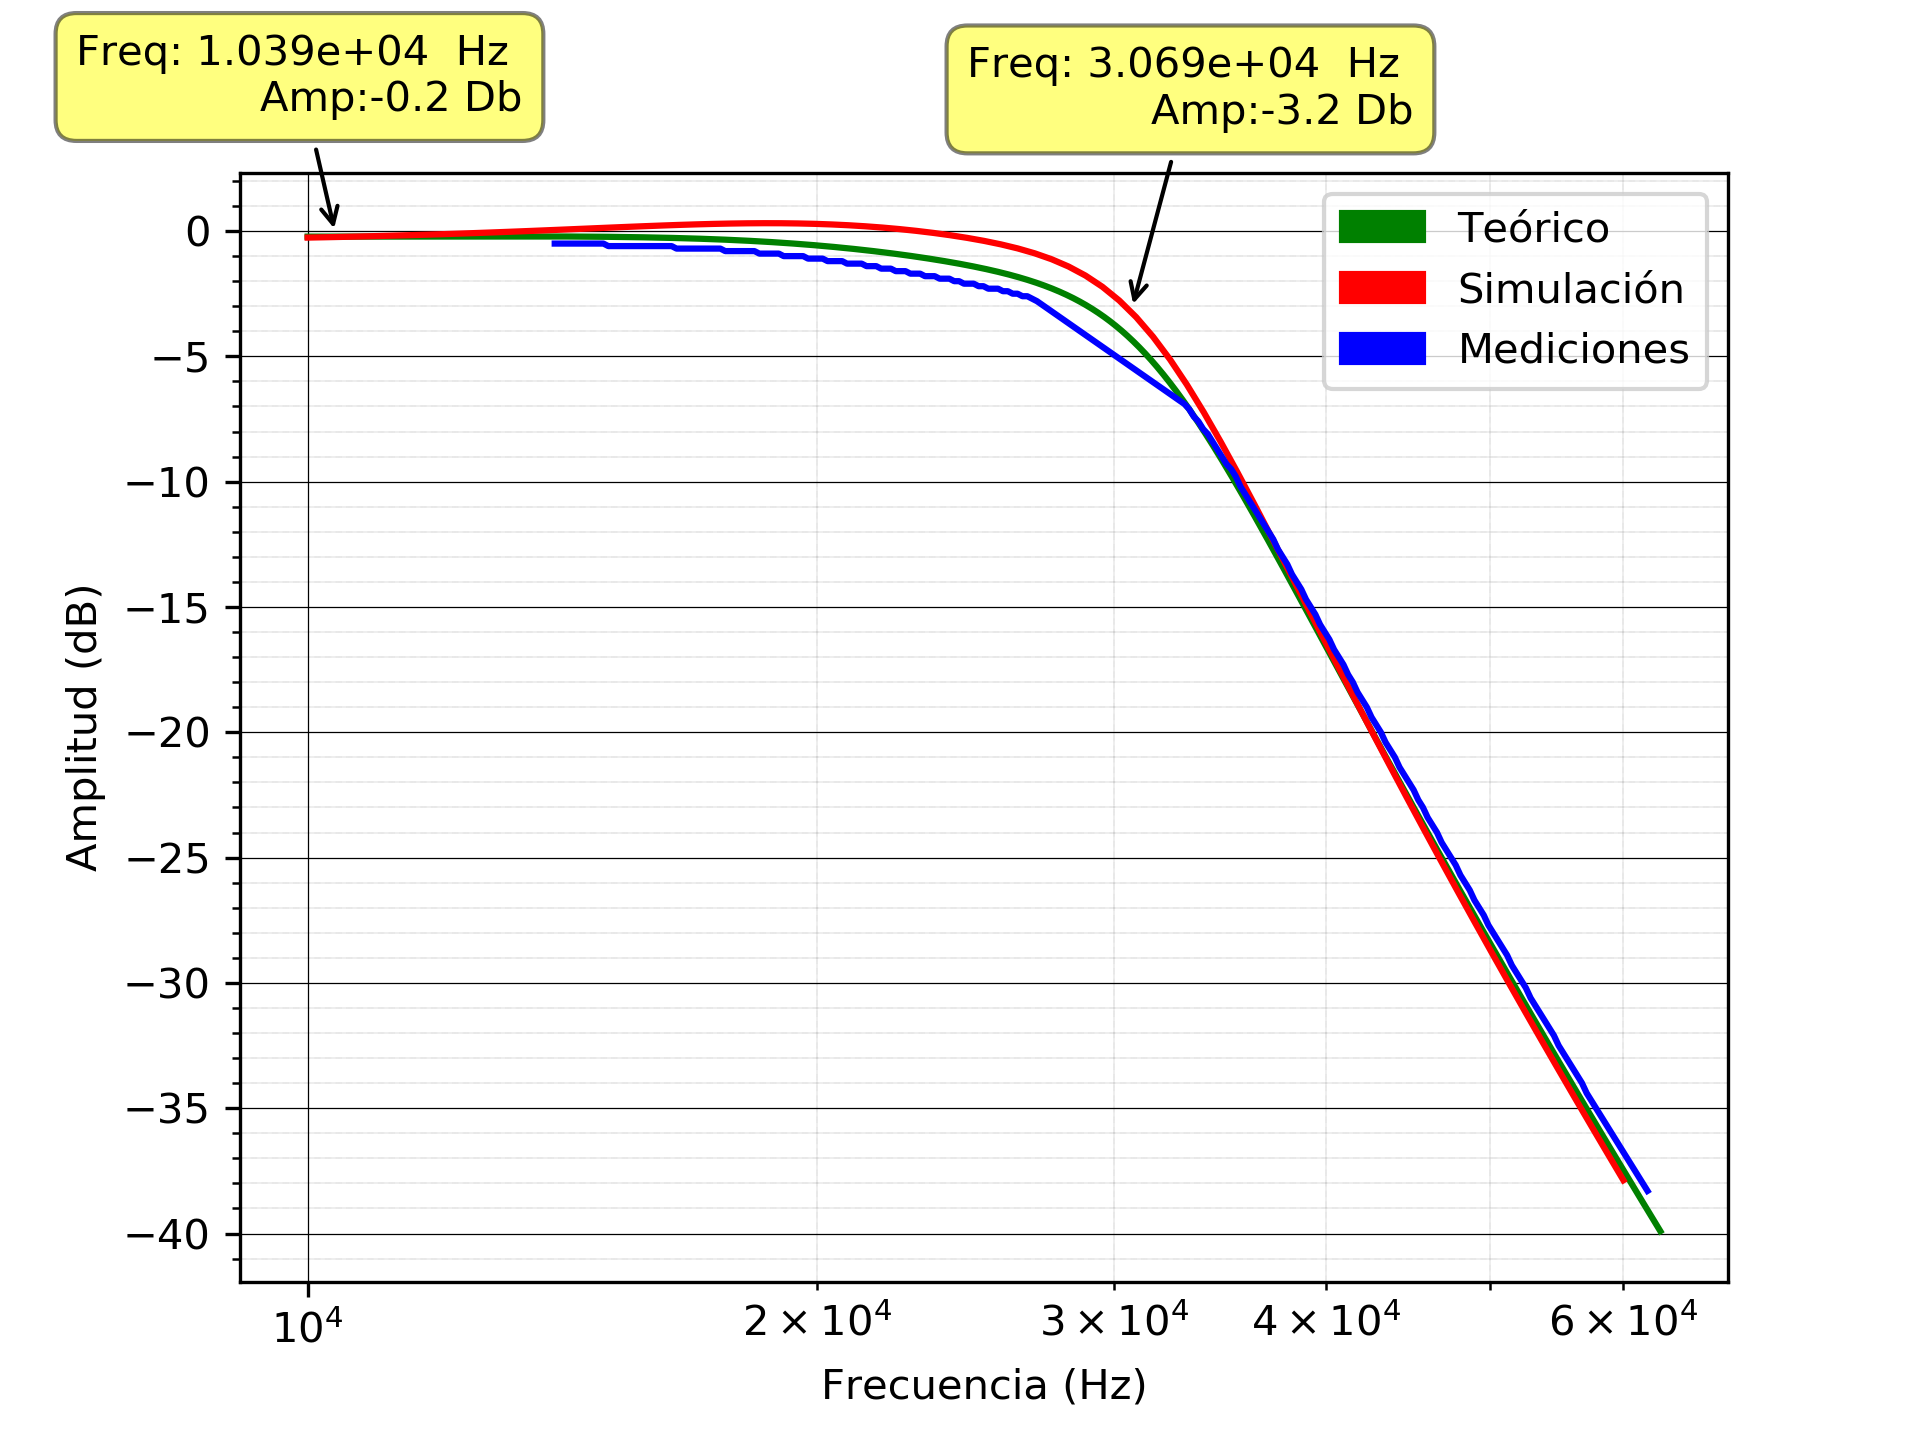 Freq: 1.039e+04 Hz
Amp:-0.2 Db
Freq: 3.069e+04 Hz
Amp:-3.2 Db
Teórico
Simulación
Mediciones
0
−5
−10
−15
−20
−25
−30
−35
−40
Amplitud (dB)
10⁴
2×10⁴
3×10⁴
4×10⁴
6×10⁴
Frecuencia (Hz)